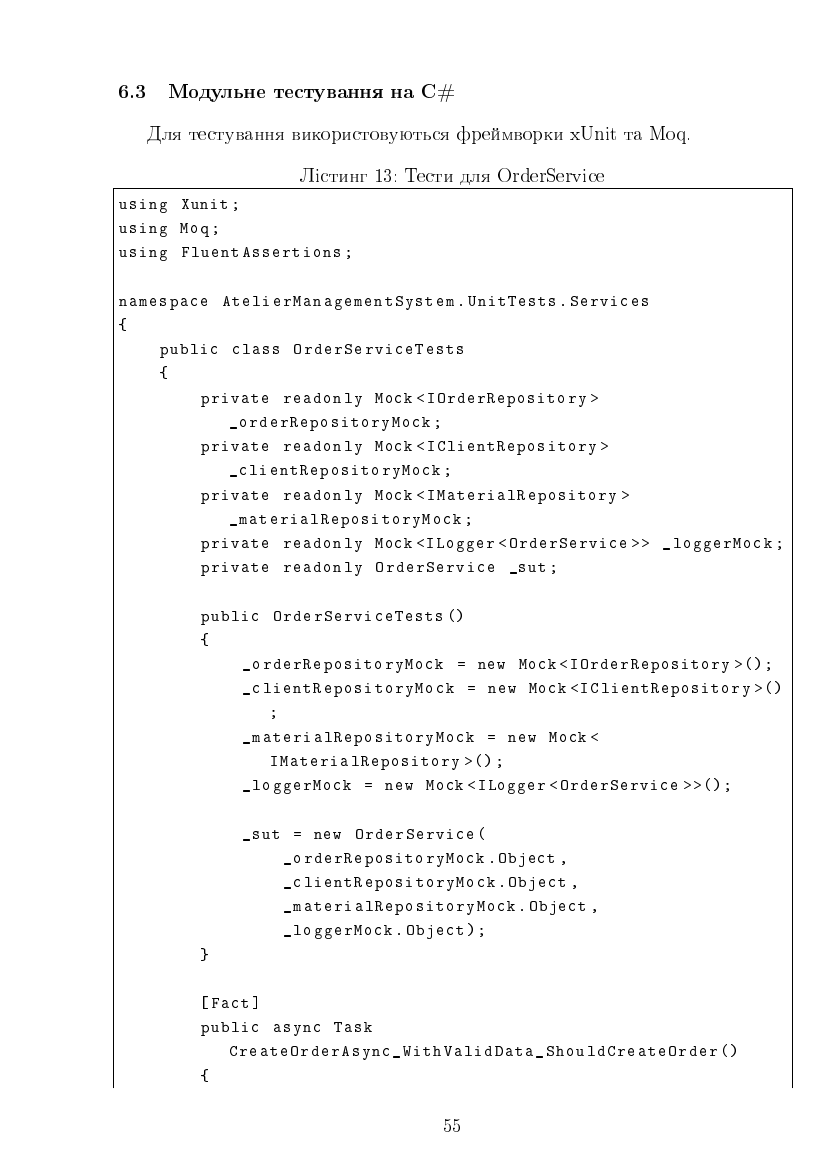 6.3 Модульне тестування на C#
Для тестування використовуються фреймворки xUnit та Moq.
Лістинг 13: Тести для OrderService
using Xunit;
using Moq;
using FluentAssertions;

namespace AtelierManagementSystem.UnitTests.Services
{
    public class OrderServiceTests
    {
        private readonly Mock<IOrderRepository>
           _orderRepositoryMock;
        private readonly Mock<IClientRepository>
           _clientRepositoryMock;
        private readonly Mock<IMaterialRepository>
           _materialRepositoryMock;
        private readonly Mock<ILogger<OrderService>> _loggerMock;
        private readonly OrderService _sut;

        public OrderServiceTests()
        {
            _orderRepositoryMock = new Mock<IOrderRepository>();
            _clientRepositoryMock = new Mock<IClientRepository>()
               ;
            _materialRepositoryMock = new Mock<
               IMaterialRepository>();
            _loggerMock = new Mock<ILogger<OrderService>>();

            _sut = new OrderService(
                _orderRepositoryMock.Object,
                _clientRepositoryMock.Object,
                _materialRepositoryMock.Object,
                _loggerMock.Object);
        }

        [Fact]
        public async Task
           CreateOrderAsync_WithValidData_ShouldCreateOrder()
        {
55